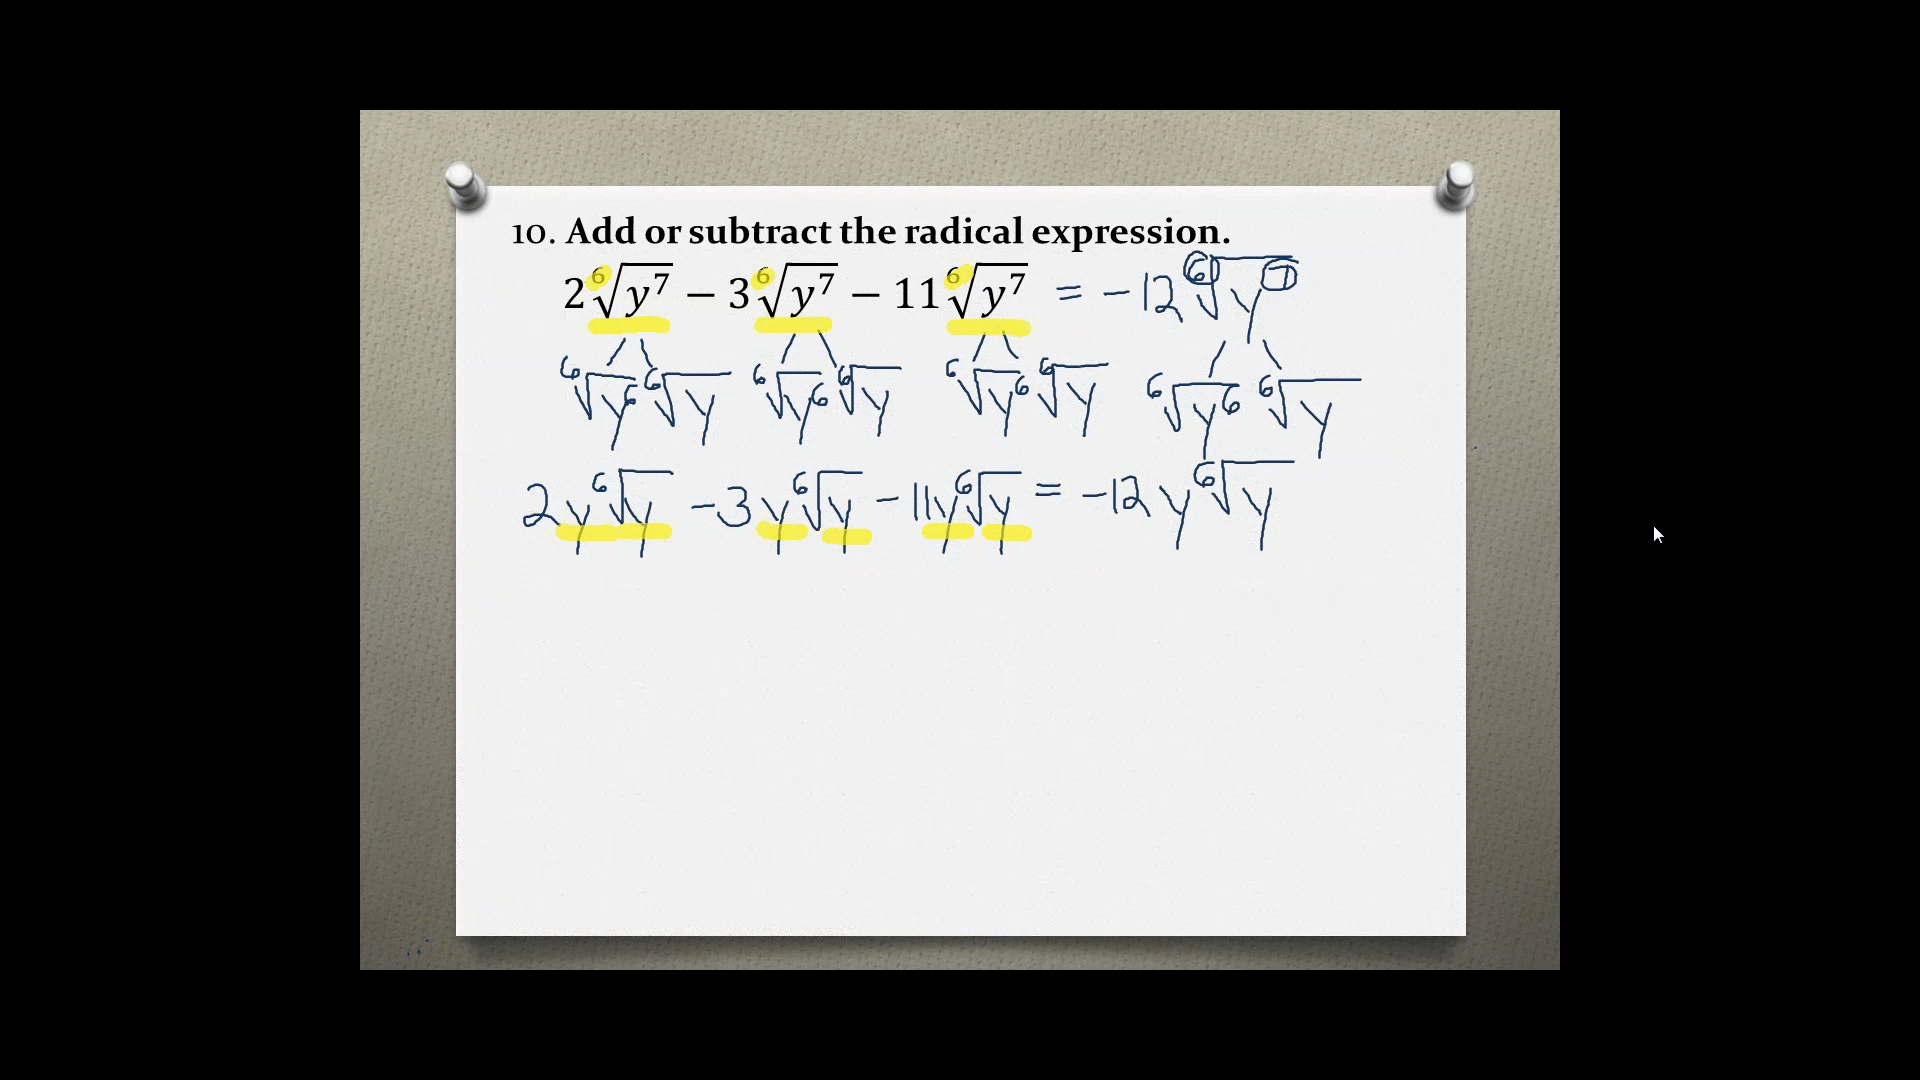 10. Add or subtract the radical expression.
2⁶√y⁷ − 3⁶√y⁷ − 11⁶√y⁷ = −12⁶√y⁷
⁶√y⁶ ⁶√y ⁶√y⁶ ⁶√y ⁶√y⁶ ⁶√y ⁶√y⁶ ⁶√y
2y⁶√y −3y⁶√y − 11y⁶√y = −12y⁶√y